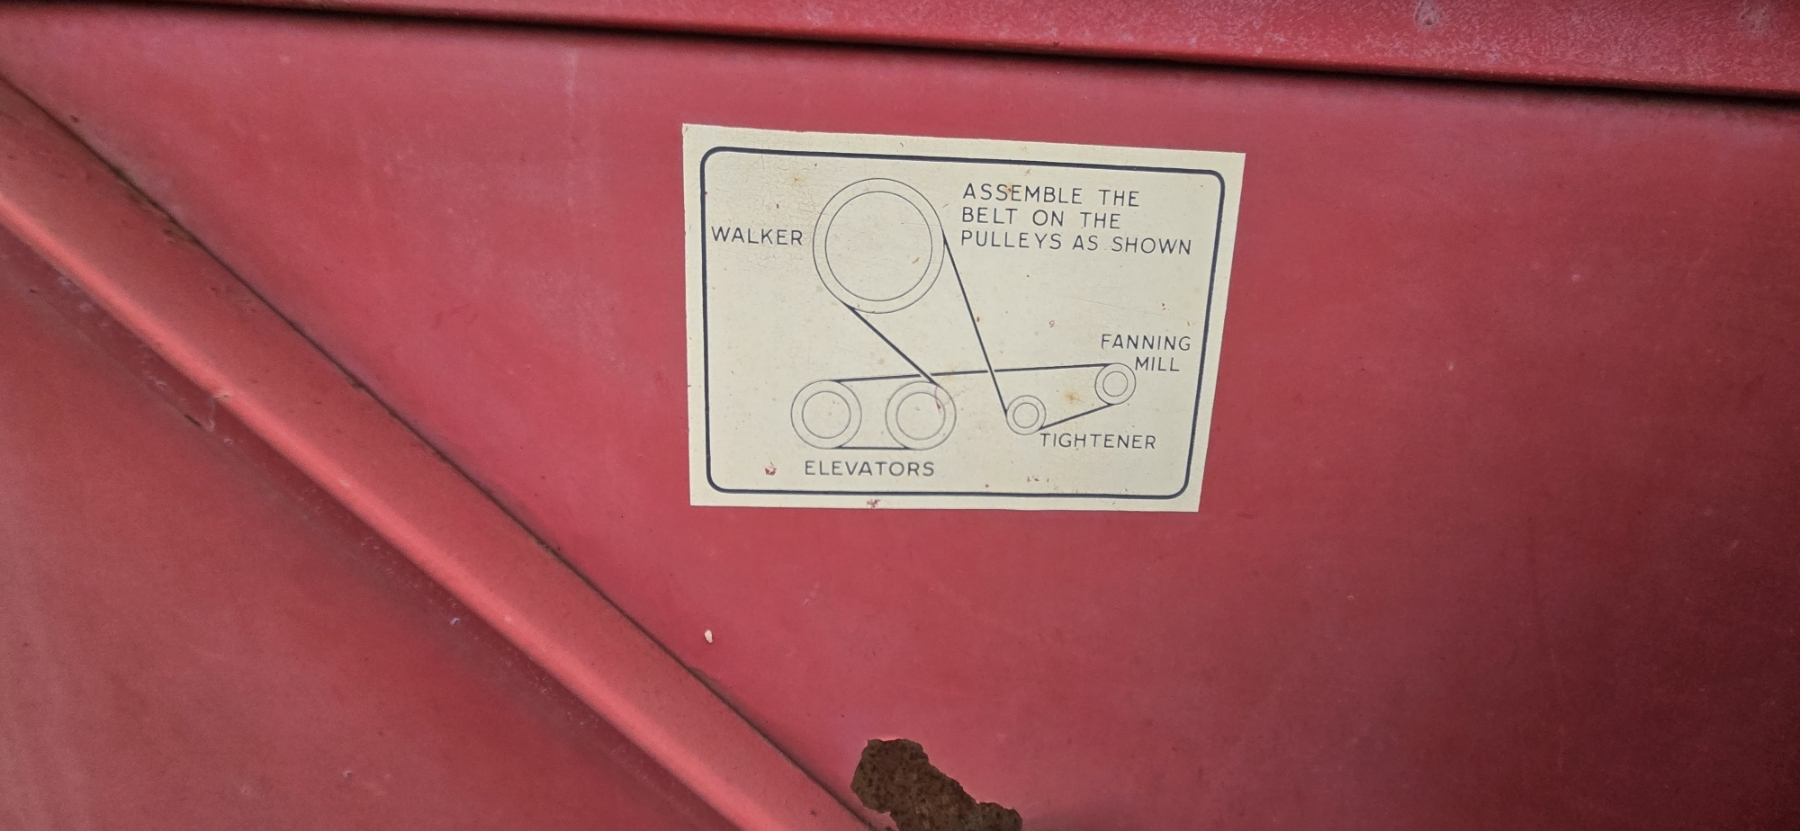 ASSEMBLE THE
BELT ON THE
PULLEYS AS SHOWN
WALKER
FANNING
MILL
TIGHTENER
ELEVATORS